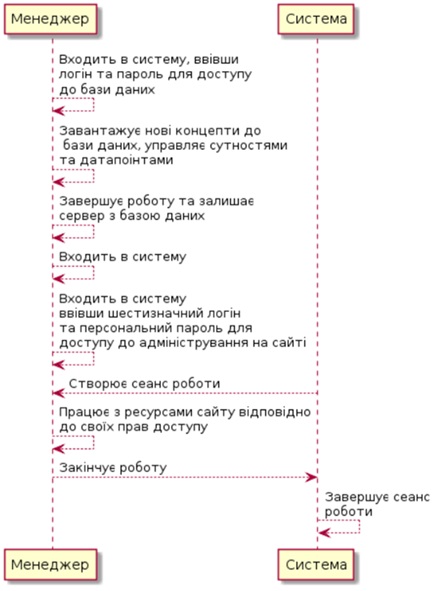 Менеджер Система
Входить в систему, ввівши
логін та пароль для доступу
до бази даних
Завантажує нові концепти до
бази даних, управляє сутностями
та датапоінтами
Завершує роботу та залишає
сервер з базою даних
Входить в систему
Входить в систему
ввівши шестизначний логін
та персональний пароль для
доступу до адміністрування на сайті
Створює сеанс роботи
Працює з ресурсами сайту відповідно
до своїх прав доступу
Закінчує роботу
Завершує сеанс
роботи
Менеджер Система